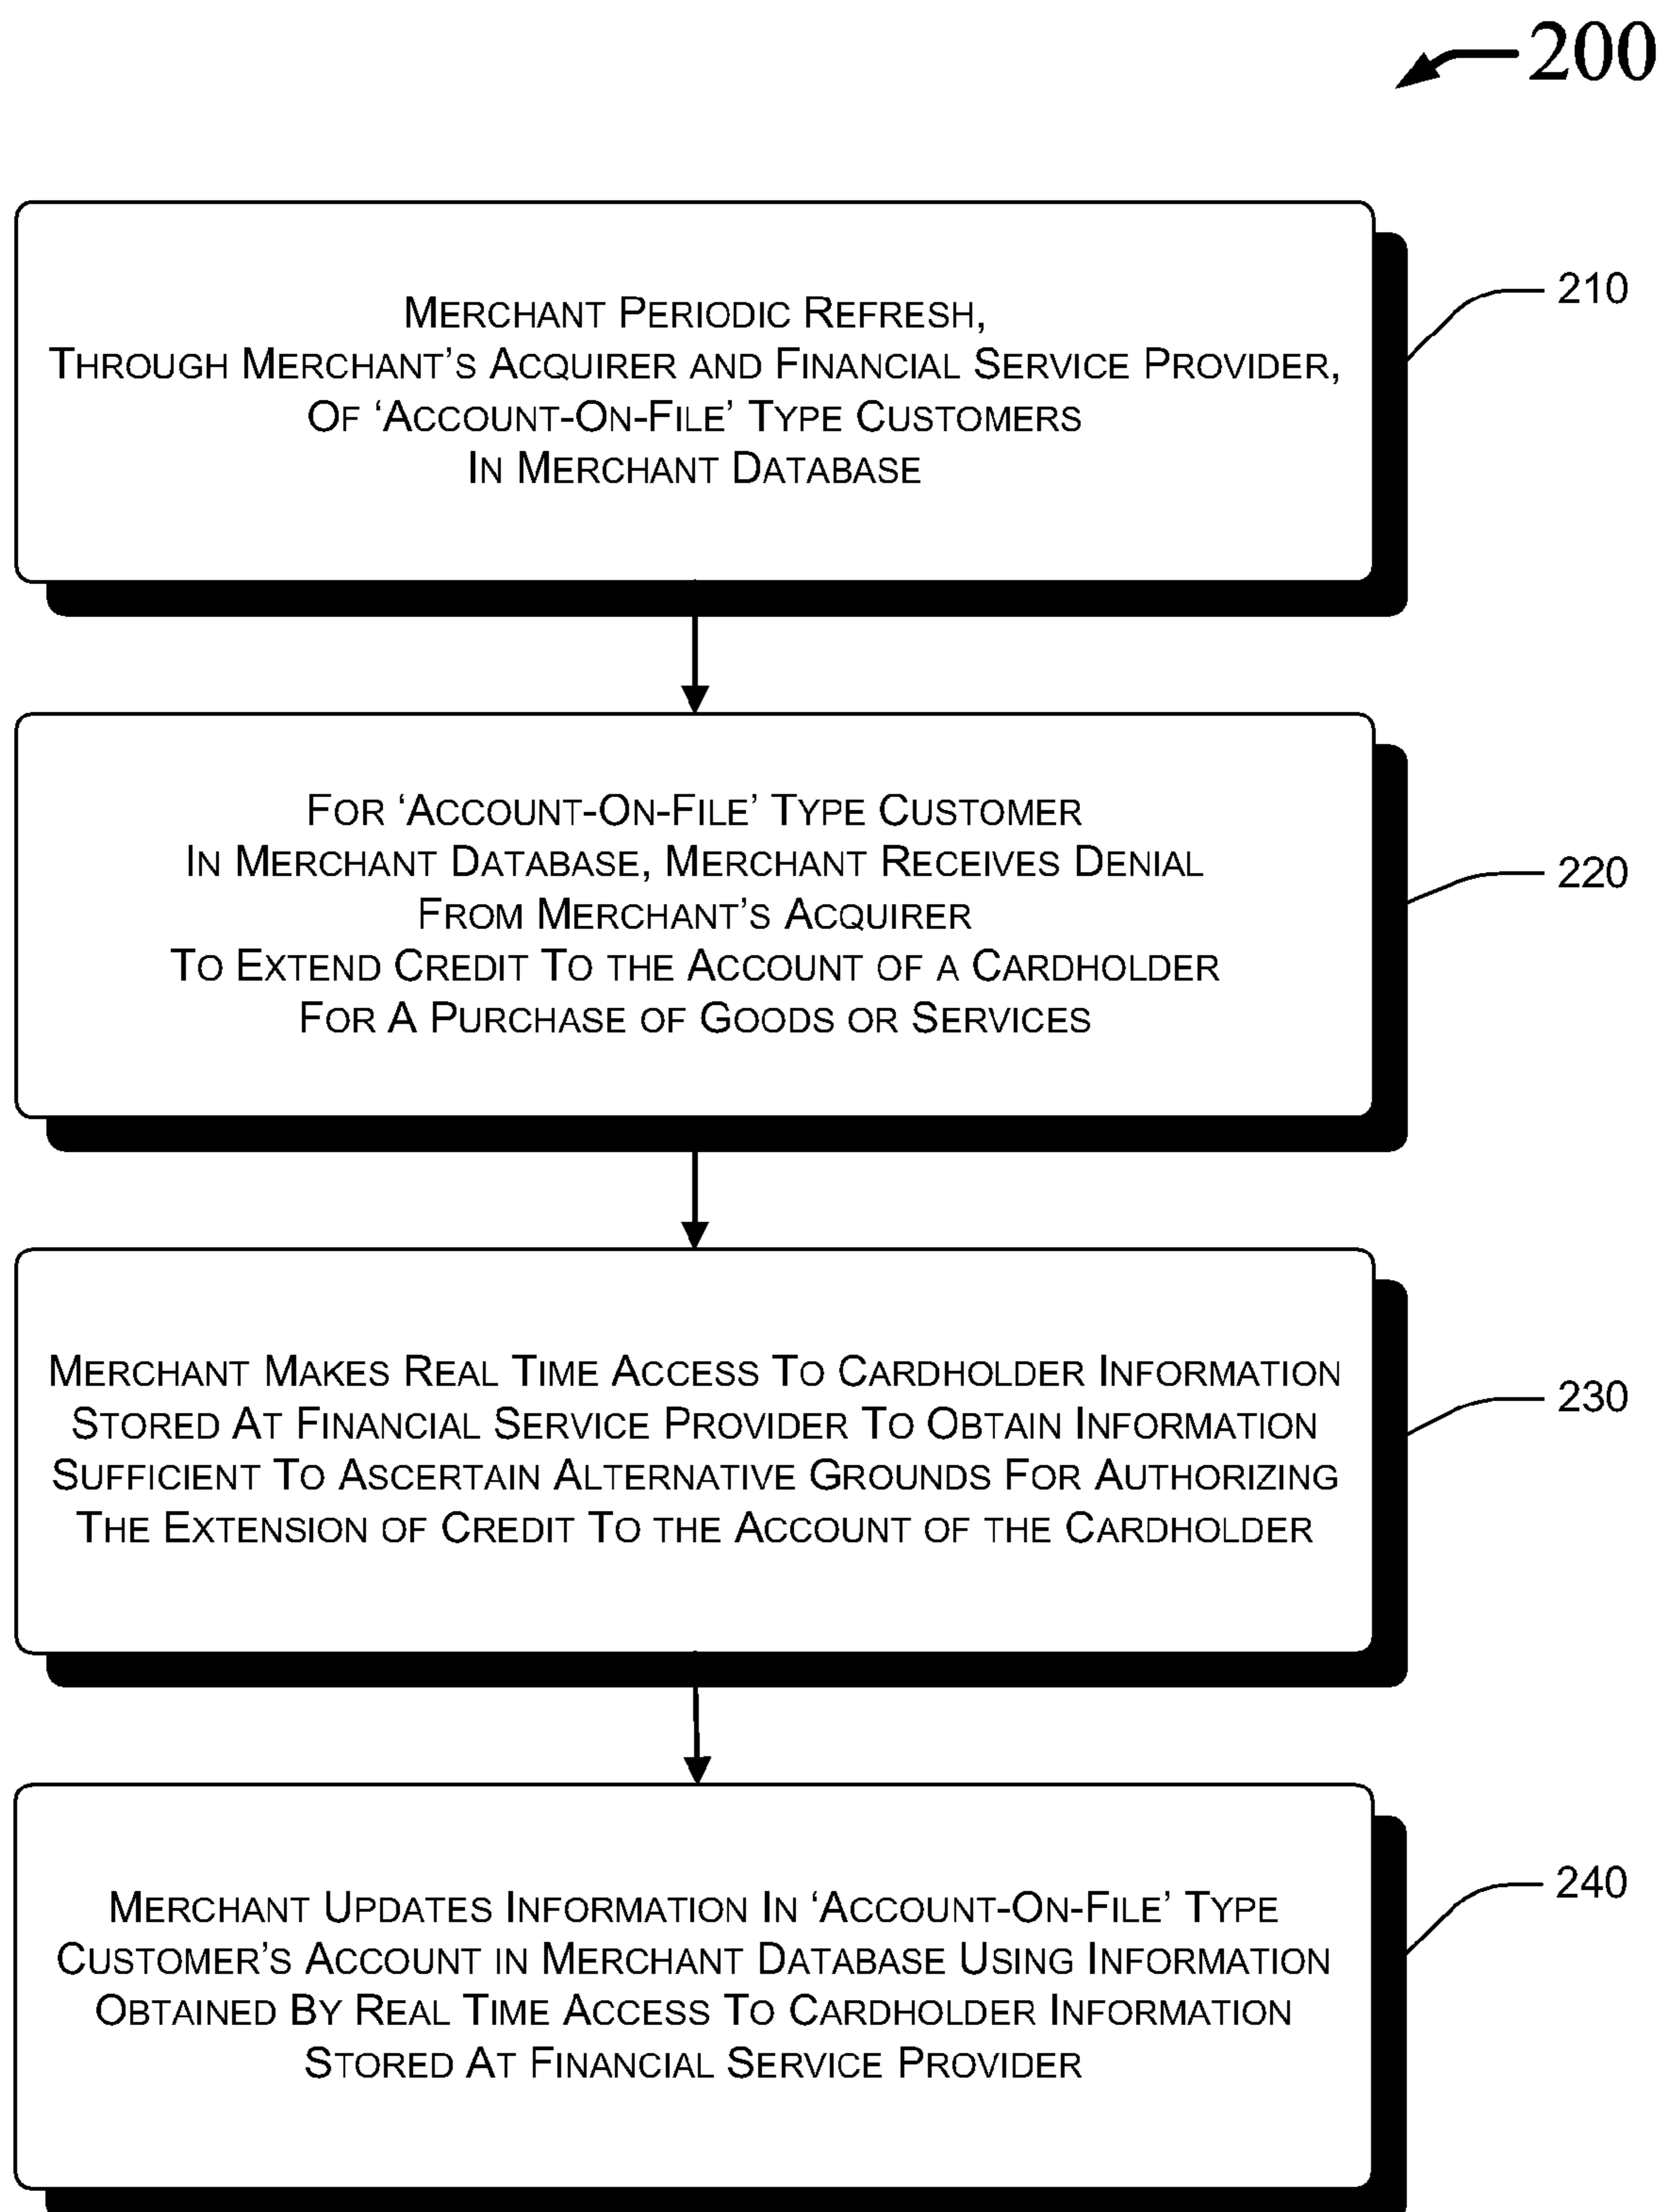 200
MERCHANT PERIODIC REFRESH,
THROUGH MERCHANT'S ACQUIRER AND FINANCIAL SERVICE PROVIDER,
OF 'ACCOUNT-ON-FILE' TYPE CUSTOMERS
IN MERCHANT DATABASE
210
FOR 'ACCOUNT-ON-FILE' TYPE CUSTOMER
IN MERCHANT DATABASE, MERCHANT RECEIVES DENIAL
FROM MERCHANT'S ACQUIRER
TO EXTEND CREDIT TO THE ACCOUNT OF A CARDHOLDER
FOR A PURCHASE OF GOODS OR SERVICES
220
MERCHANT MAKES REAL TIME ACCESS TO CARDHOLDER INFORMATION
STORED AT FINANCIAL SERVICE PROVIDER TO OBTAIN INFORMATION
SUFFICIENT TO ASCERTAIN ALTERNATIVE GROUNDS FOR AUTHORIZING
THE EXTENSION OF CREDIT TO THE ACCOUNT OF THE CARDHOLDER
230
MERCHANT UPDATES INFORMATION IN 'ACCOUNT-ON-FILE' TYPE
CUSTOMER'S ACCOUNT IN MERCHANT DATABASE USING INFORMATION
OBTAINED BY REAL TIME ACCESS TO CARDHOLDER INFORMATION
STORED AT FINANCIAL SERVICE PROVIDER
240